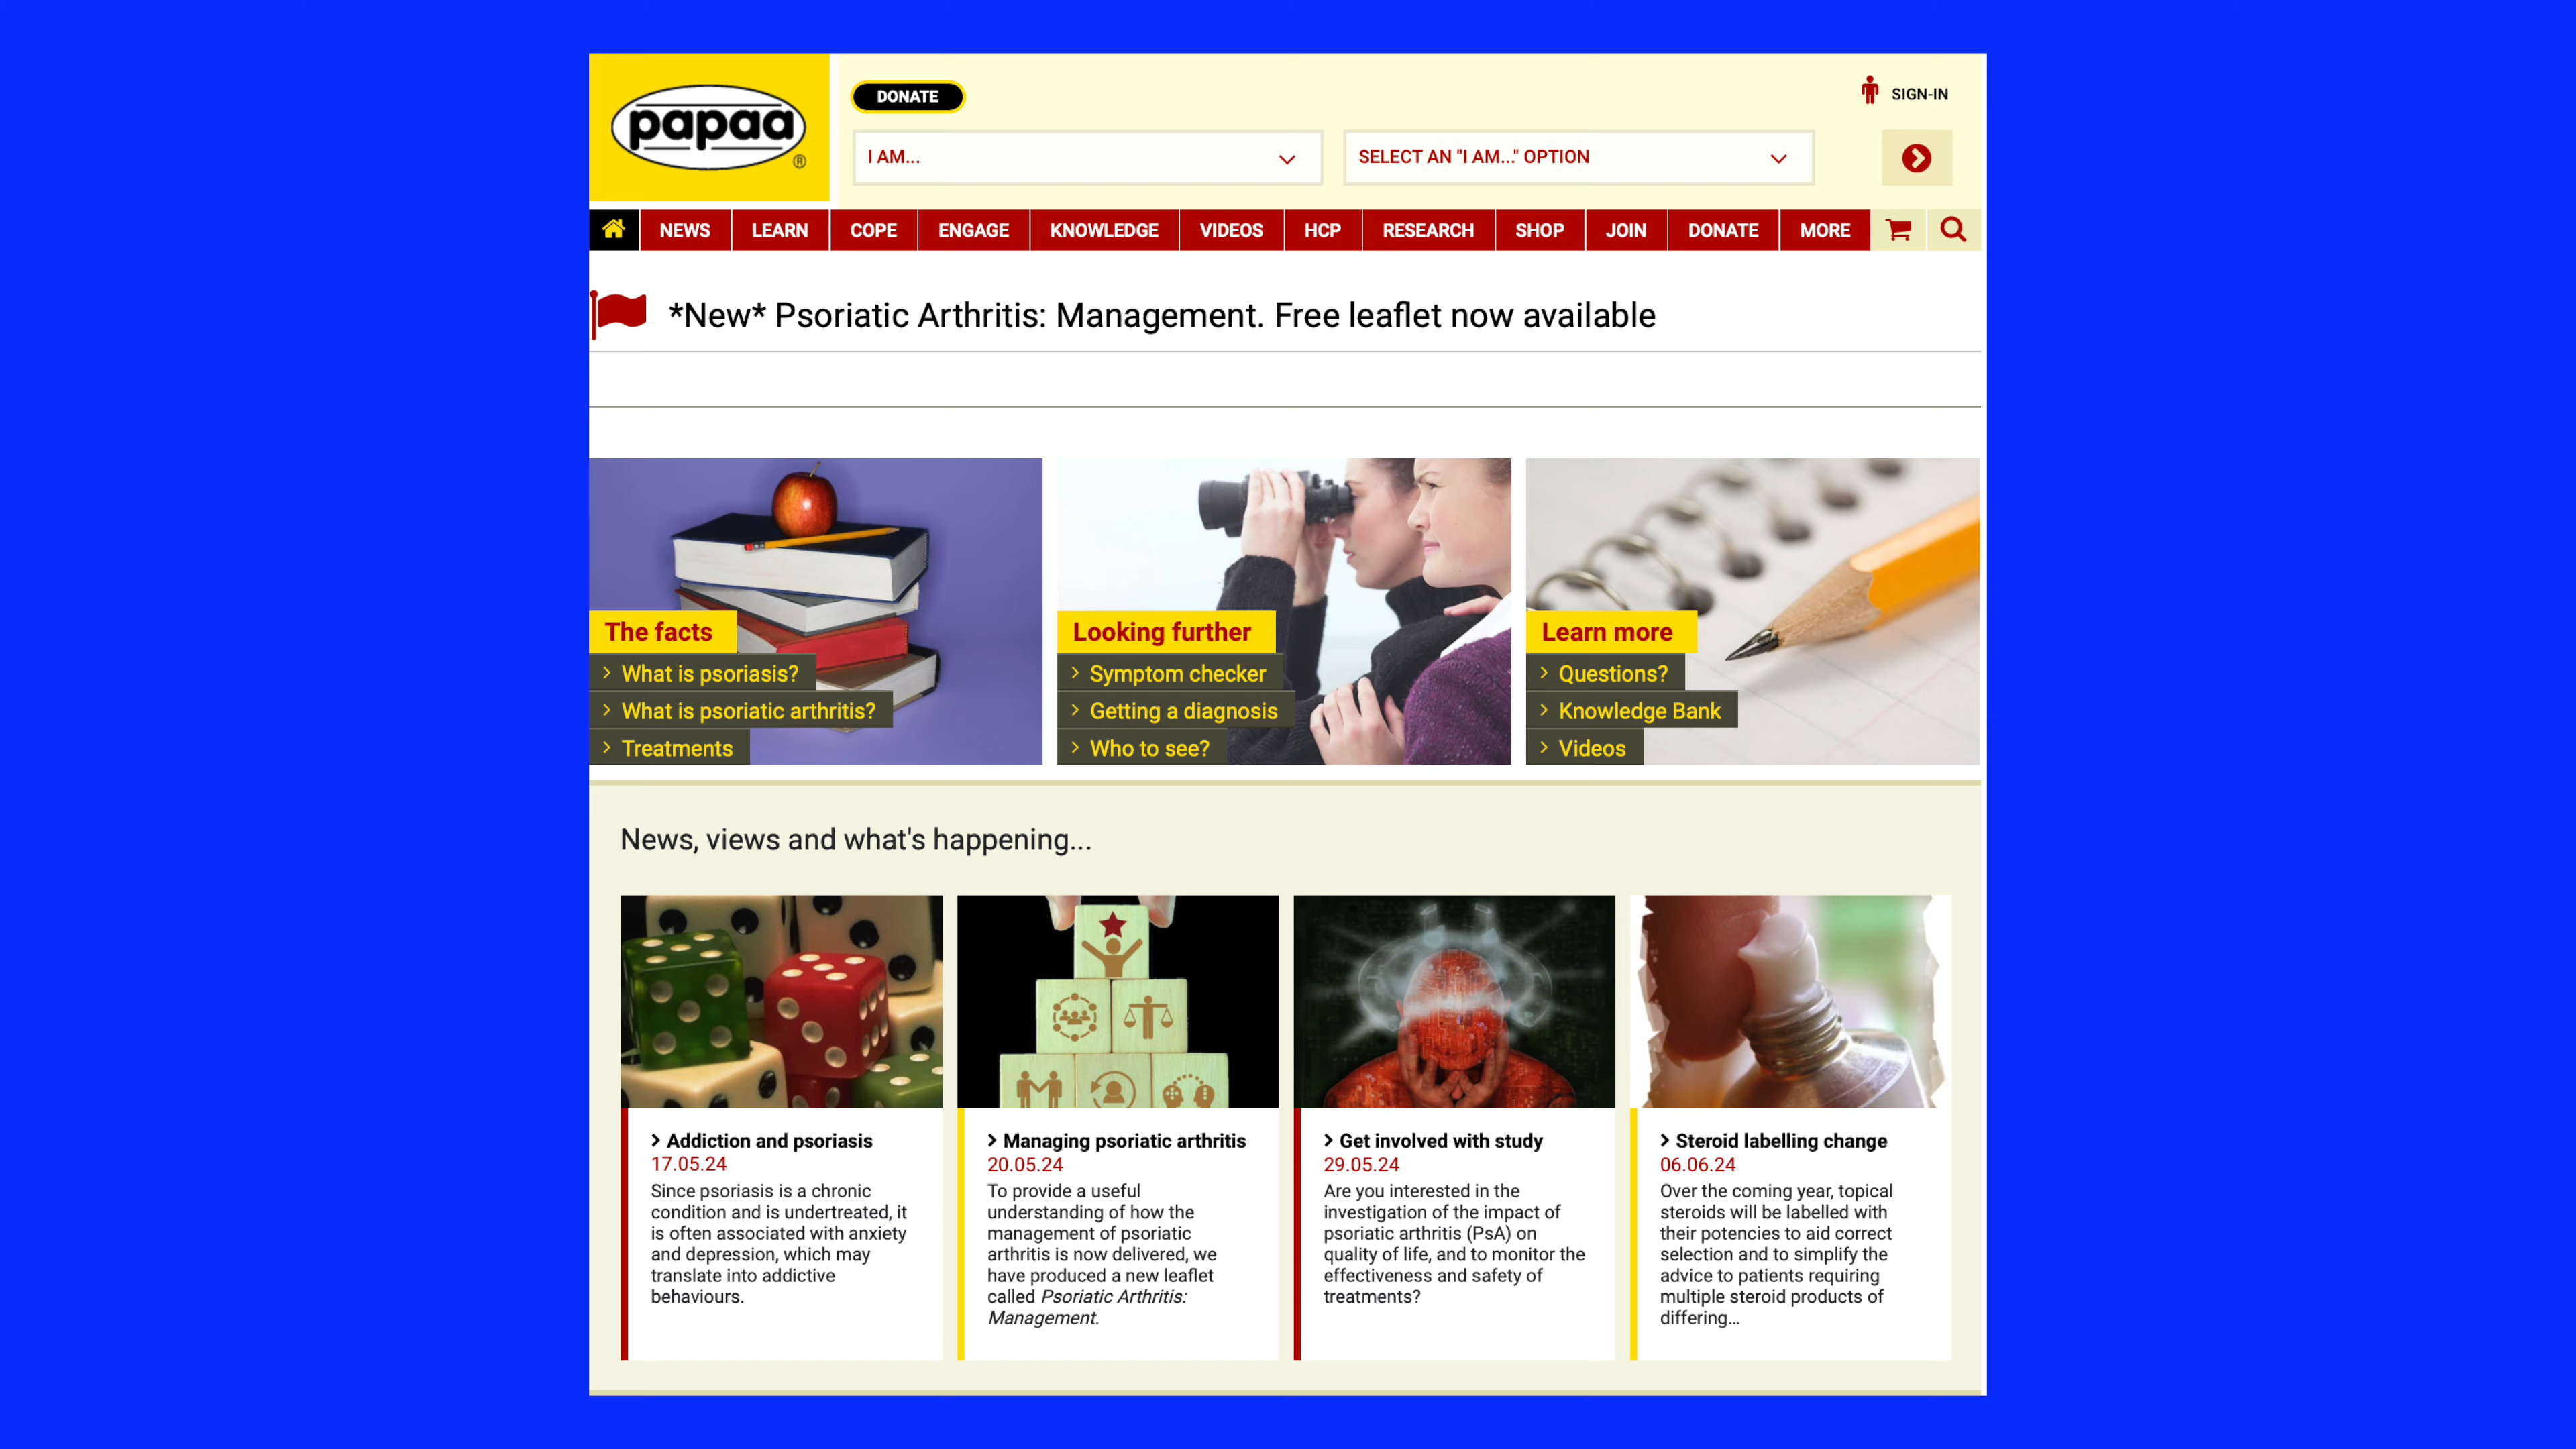 papaa
®
DONATE
SIGN-IN
I AM...
SELECT AN "I AM..." OPTION
NEWS LEARN COPE ENGAGE KNOWLEDGE VIDEOS HCP RESEARCH SHOP JOIN DONATE MORE
*New* Psoriatic Arthritis: Management. Free leaflet now available
The facts
What is psoriasis?
What is psoriatic arthritis?
Treatments
Looking further
Symptom checker
Getting a diagnosis
Who to see?
Learn more
Questions?
Knowledge Bank
Videos
News, views and what's happening...
Addiction and psoriasis
17.05.24
Since psoriasis is a chronic
condition and is undertreated, it
is often associated with anxiety
and depression, which may
translate into addictive
behaviours.
Managing psoriatic arthritis
20.05.24
To provide a useful
understanding of how the
management of psoriatic
arthritis is now delivered, we
have produced a new leaflet
called Psoriatic Arthritis:
Management.
Get involved with study
29.05.24
Are you interested in the
investigation of the impact of
psoriatic arthritis (PsA) on
quality of life, and to monitor the
effectiveness and safety of
treatments?
Steroid labelling change
06.06.24
Over the coming year, topical
steroids will be labelled with
their potencies to aid correct
selection and to simplify the
advice to patients requiring
multiple steroid products of
differing...